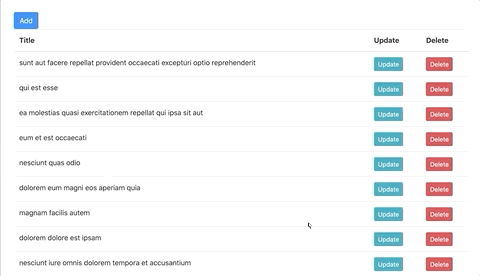 Add
Title Update Delete
sunt aut facere repellat provident occaecati excepturi optio reprehenderit Update Delete
qui est esse Update Delete
ea molestias quasi exercitationem repellat qui ipsa sit aut Update Delete
eum et est occaecati Update Delete
nesciunt quas odio Update Delete
dolorem eum magni eos aperiam quia Update Delete
magnam facilis autem Update Delete
dolorem dolore est ipsam Update Delete
nesciunt iure omnis dolorem tempora et accusantium Update Delete